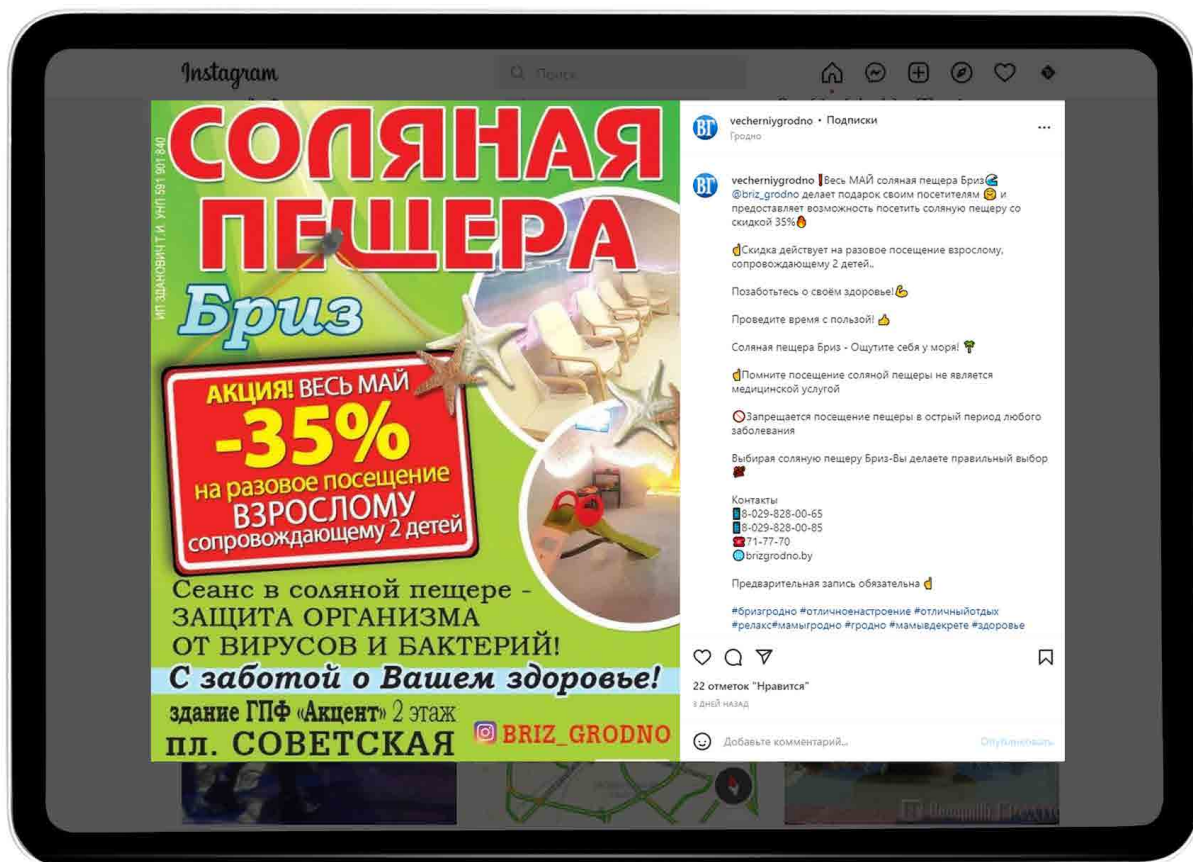 Instagram
Поиск
СОЛЯНАЯ
ПЕЩЕРА
Бриз
ИП ЗДАНОВИЧ Т.И. УНП 591 901 840
АКЦИЯ! ВЕСЬ МАЙ
-35%
на разовое посещение
ВЗРОСЛОМУ
сопровождающему 2 детей
Сеанс в соляной пещере -
ЗАЩИТА ОРГАНИЗМА
ОТ ВИРУСОВ И БАКТЕРИЙ!
С заботой о Вашем здоровье!
здание ГПФ «Акцент» 2 этаж
пл. СОВЕТСКАЯ
BRIZ_GRODNO
ВГ
vecherniygrodno • Подписки
Гродно
ВГ
vecherniygrodno ❗Весь МАЙ соляная пещера Бриз🌊
@briz_grodno делает подарок своим посетителям 🤗 и
предоставляет возможность посетить соляную пещеру со
скидкой 35%🔥
☝Скидка действует на разовое посещение взрослому,
сопровождающему 2 детей..
Позаботьтесь о своём здоровье!💪
Проведите время с пользой! 👍
Соляная пещера Бриз - Ощутите себя у моря! 🌴
☝Помните посещение соляной пещеры не является
медицинской услугой
🚫Запрещается посещение пещеры в острый период любого
заболевания
Выбирая соляную пещеру Бриз-Вы делаете правильный выбор
Контакты
📱8-029-828-00-65
📱8-029-828-00-85
☎71-77-70
🌐brizgrodno.by
Предварительная запись обязательна ☝
#бризгродно #отличноенастроение #отличныйотдых
#релакс#мамыгродно #гродно #мамывдекрете #здоровье
22 отметок "Нравится"
3 ДНЕЙ НАЗАД
Добавьте комментарий...
Опубликовать